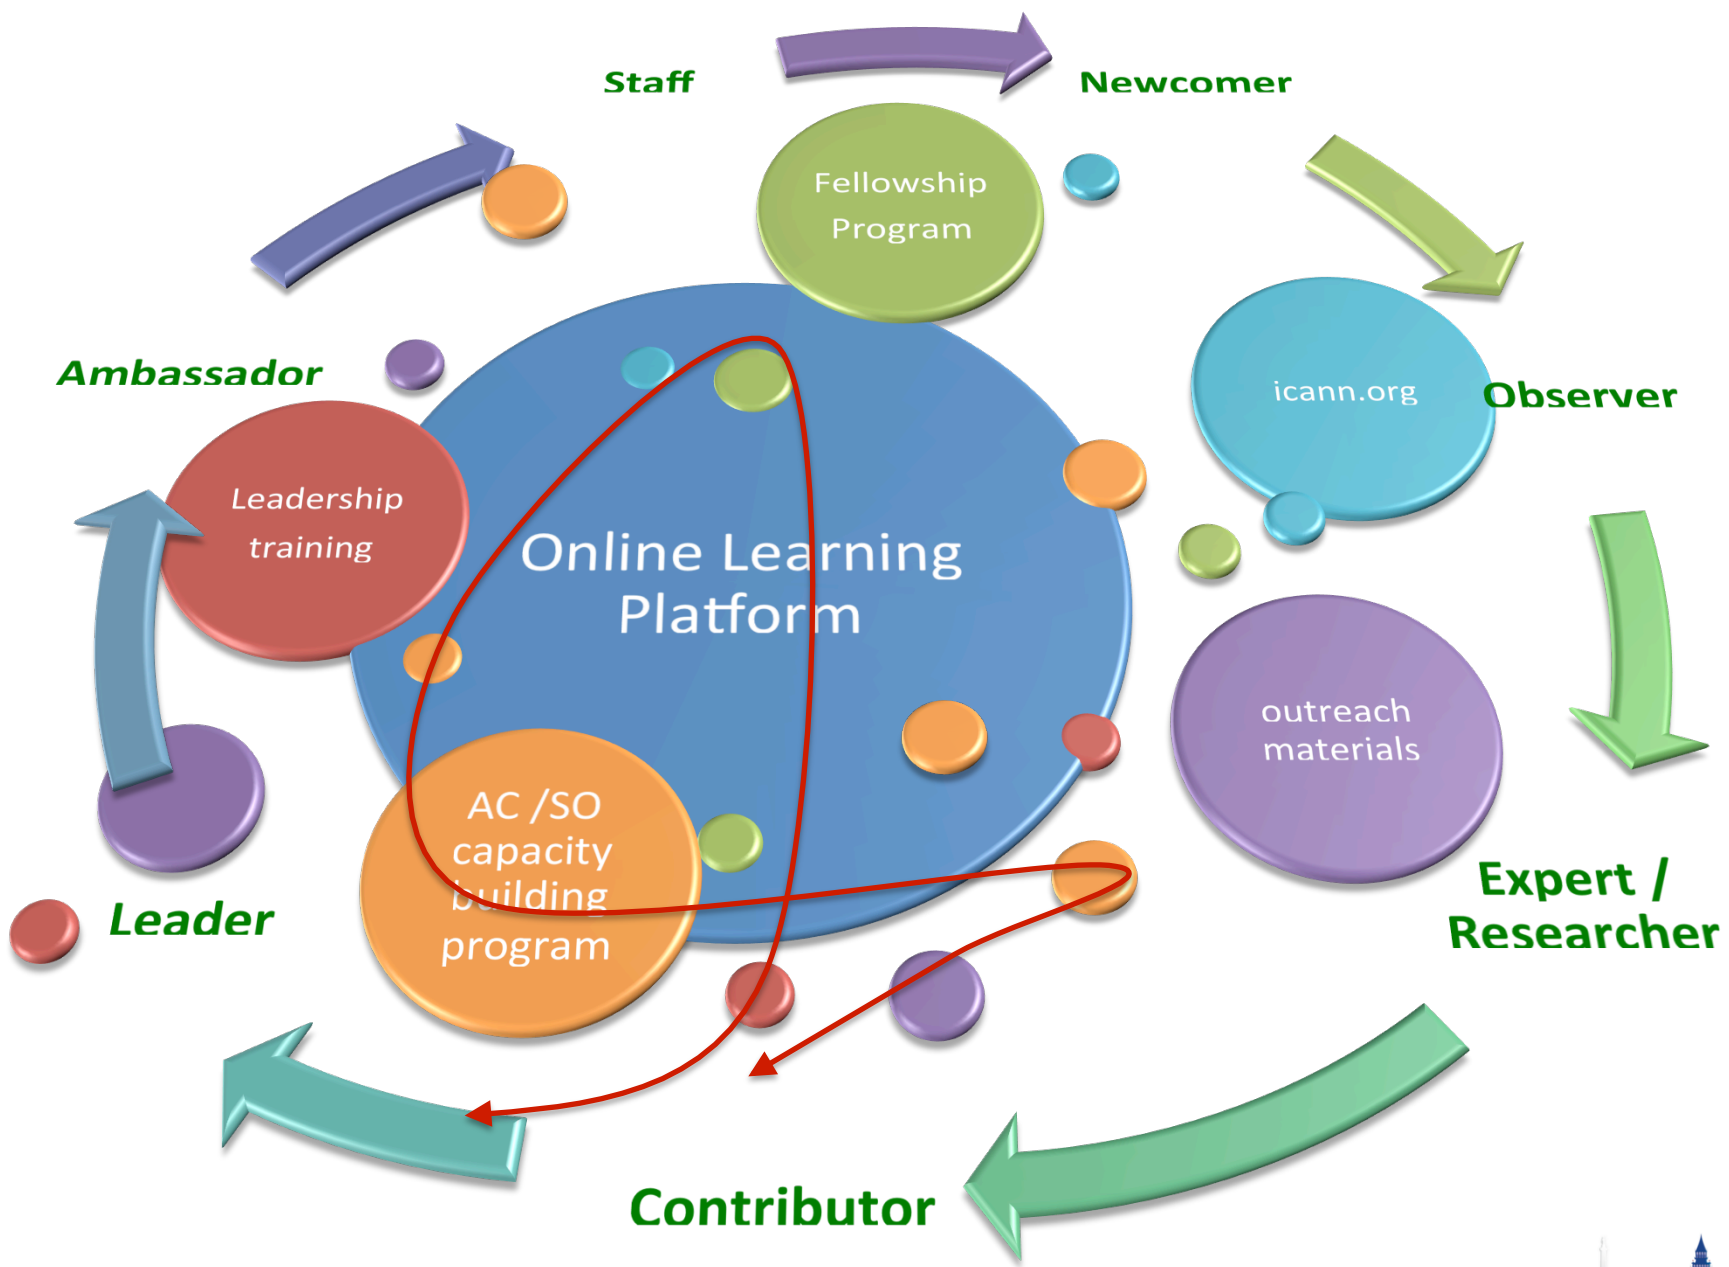 Staff
Newcomer
Fellowship
Program
Ambassador
icann.org
Observer
Leadership
training
Online Learning
Platform
outreach
materials
AC /SO
capacity
building
program
Expert /
Researcher
Leader
Contributor